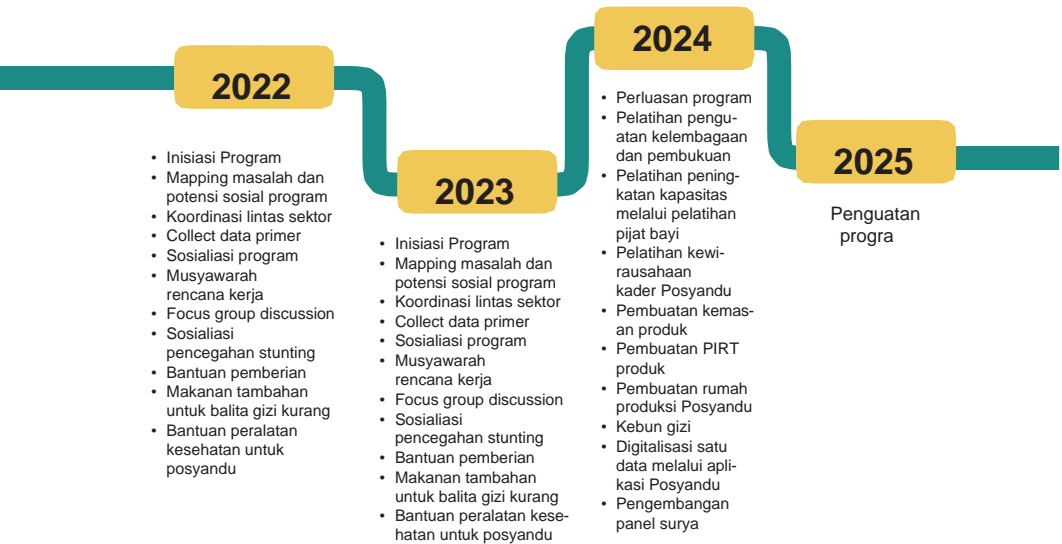 2022
• Inisiasi Program
• Mapping masalah dan
potensi sosial program
• Koordinasi lintas sektor
• Collect data primer
• Sosialiasi program
• Musyawarah
rencana kerja
• Focus group discussion
• Sosialiasi
pencegahan stunting
• Bantuan pemberian
• Makanan tambahan
untuk balita gizi kurang
• Bantuan peralatan
kesehatan untuk
posyandu
2023
• Inisiasi Program
• Mapping masalah dan
potensi sosial program
• Koordinasi lintas sektor
• Collect data primer
• Sosialiasi program
• Musyawarah
rencana kerja
• Focus group discussion
• Sosialiasi
pencegahan stunting
• Bantuan pemberian
• Makanan tambahan
untuk balita gizi kurang
• Bantuan peralatan kese-
hatan untuk posyandu
2024
• Perluasan program
• Pelatihan pengu-
atan kelembagaan
dan pembukuan
• Pelatihan pening-
katan kapasitas
melalui pelatihan
pijat bayi
• Pelatihan kewi-
rausahaan
kader Posyandu
• Pembuatan kemas-
an produk
• Pembuatan PIRT
produk
• Pembuatan rumah
produksi Posyandu
• Kebun gizi
• Digitalisasi satu
data melalui apli-
kasi Posyandu
• Pengembangan
panel surya
2025
Penguatan
progra